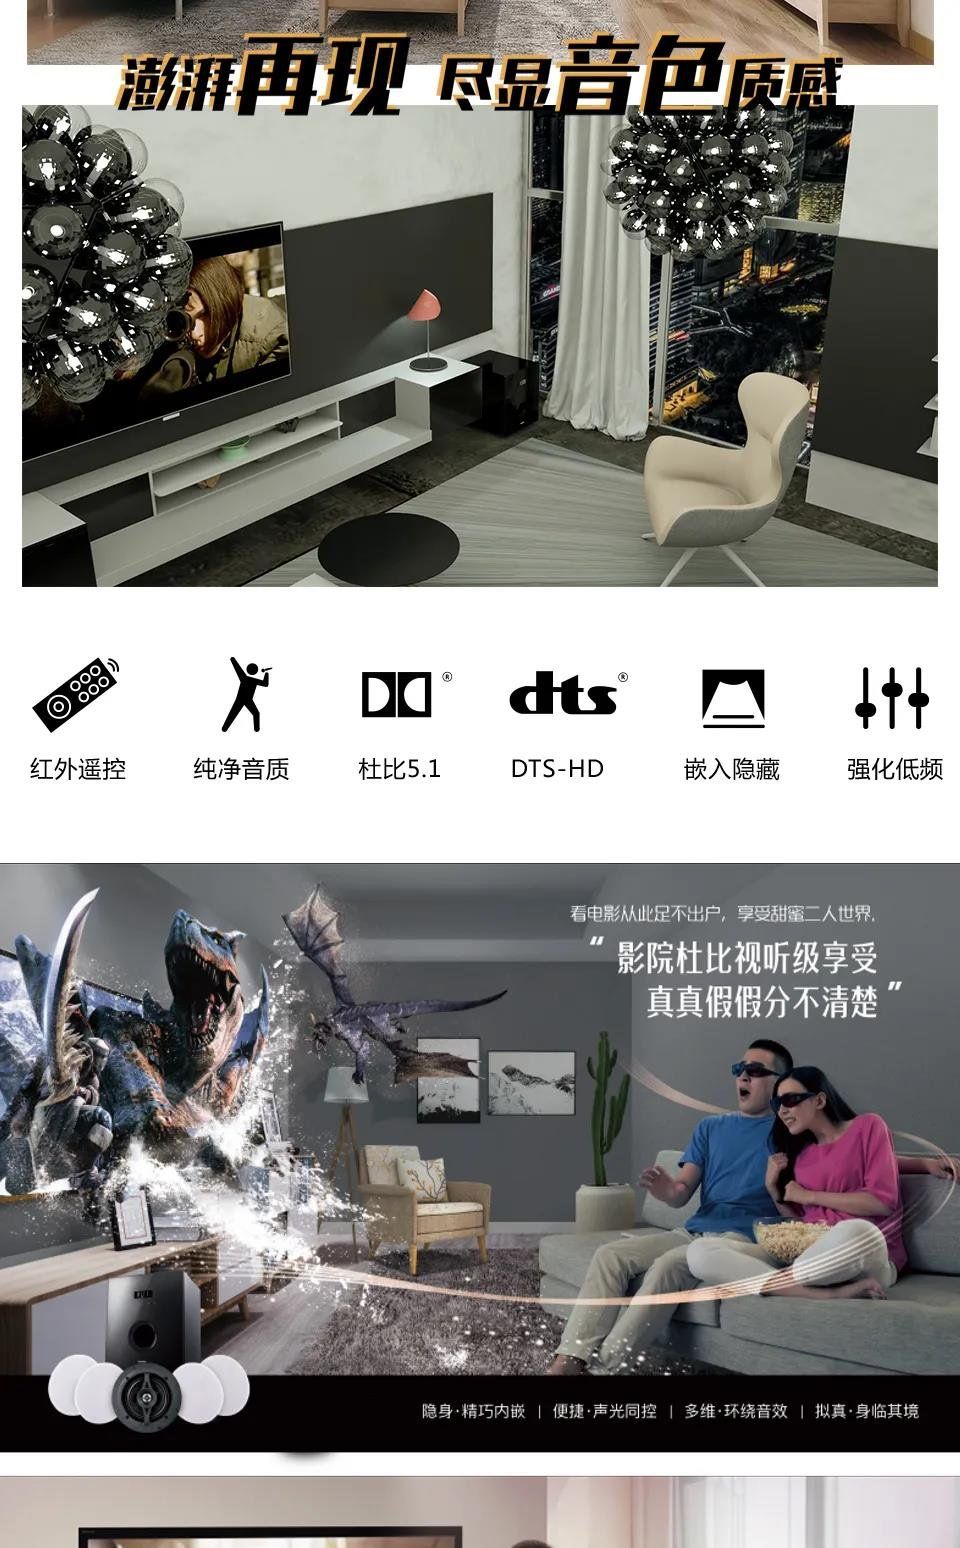 澎湃再现 尽显音色质感
红外遥控
纯净音质
杜比5.1
DTS-HD
嵌入隐藏
强化低频
®
dts®
看电影从此足不出户，享受甜蜜二人世界.
“影院杜比视听级享受
真真假假分不清楚”
隐身·精巧内嵌 | 便捷·声光同控 | 多维·环绕音效 | 拟真·身临其境